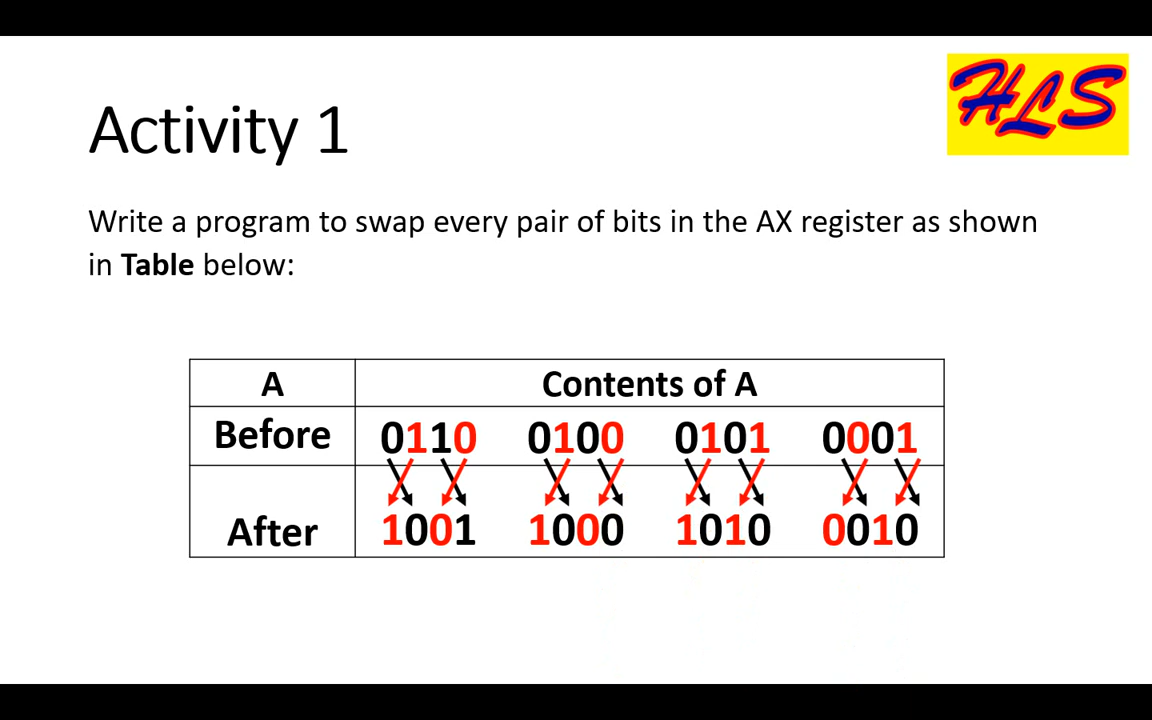 HLS
Activity 1
Write a program to swap every pair of bits in the AX register as shown
in Table below:
A Contents of A
Before 0110 0100 0101 0001
After 1001 1000 1010 0010